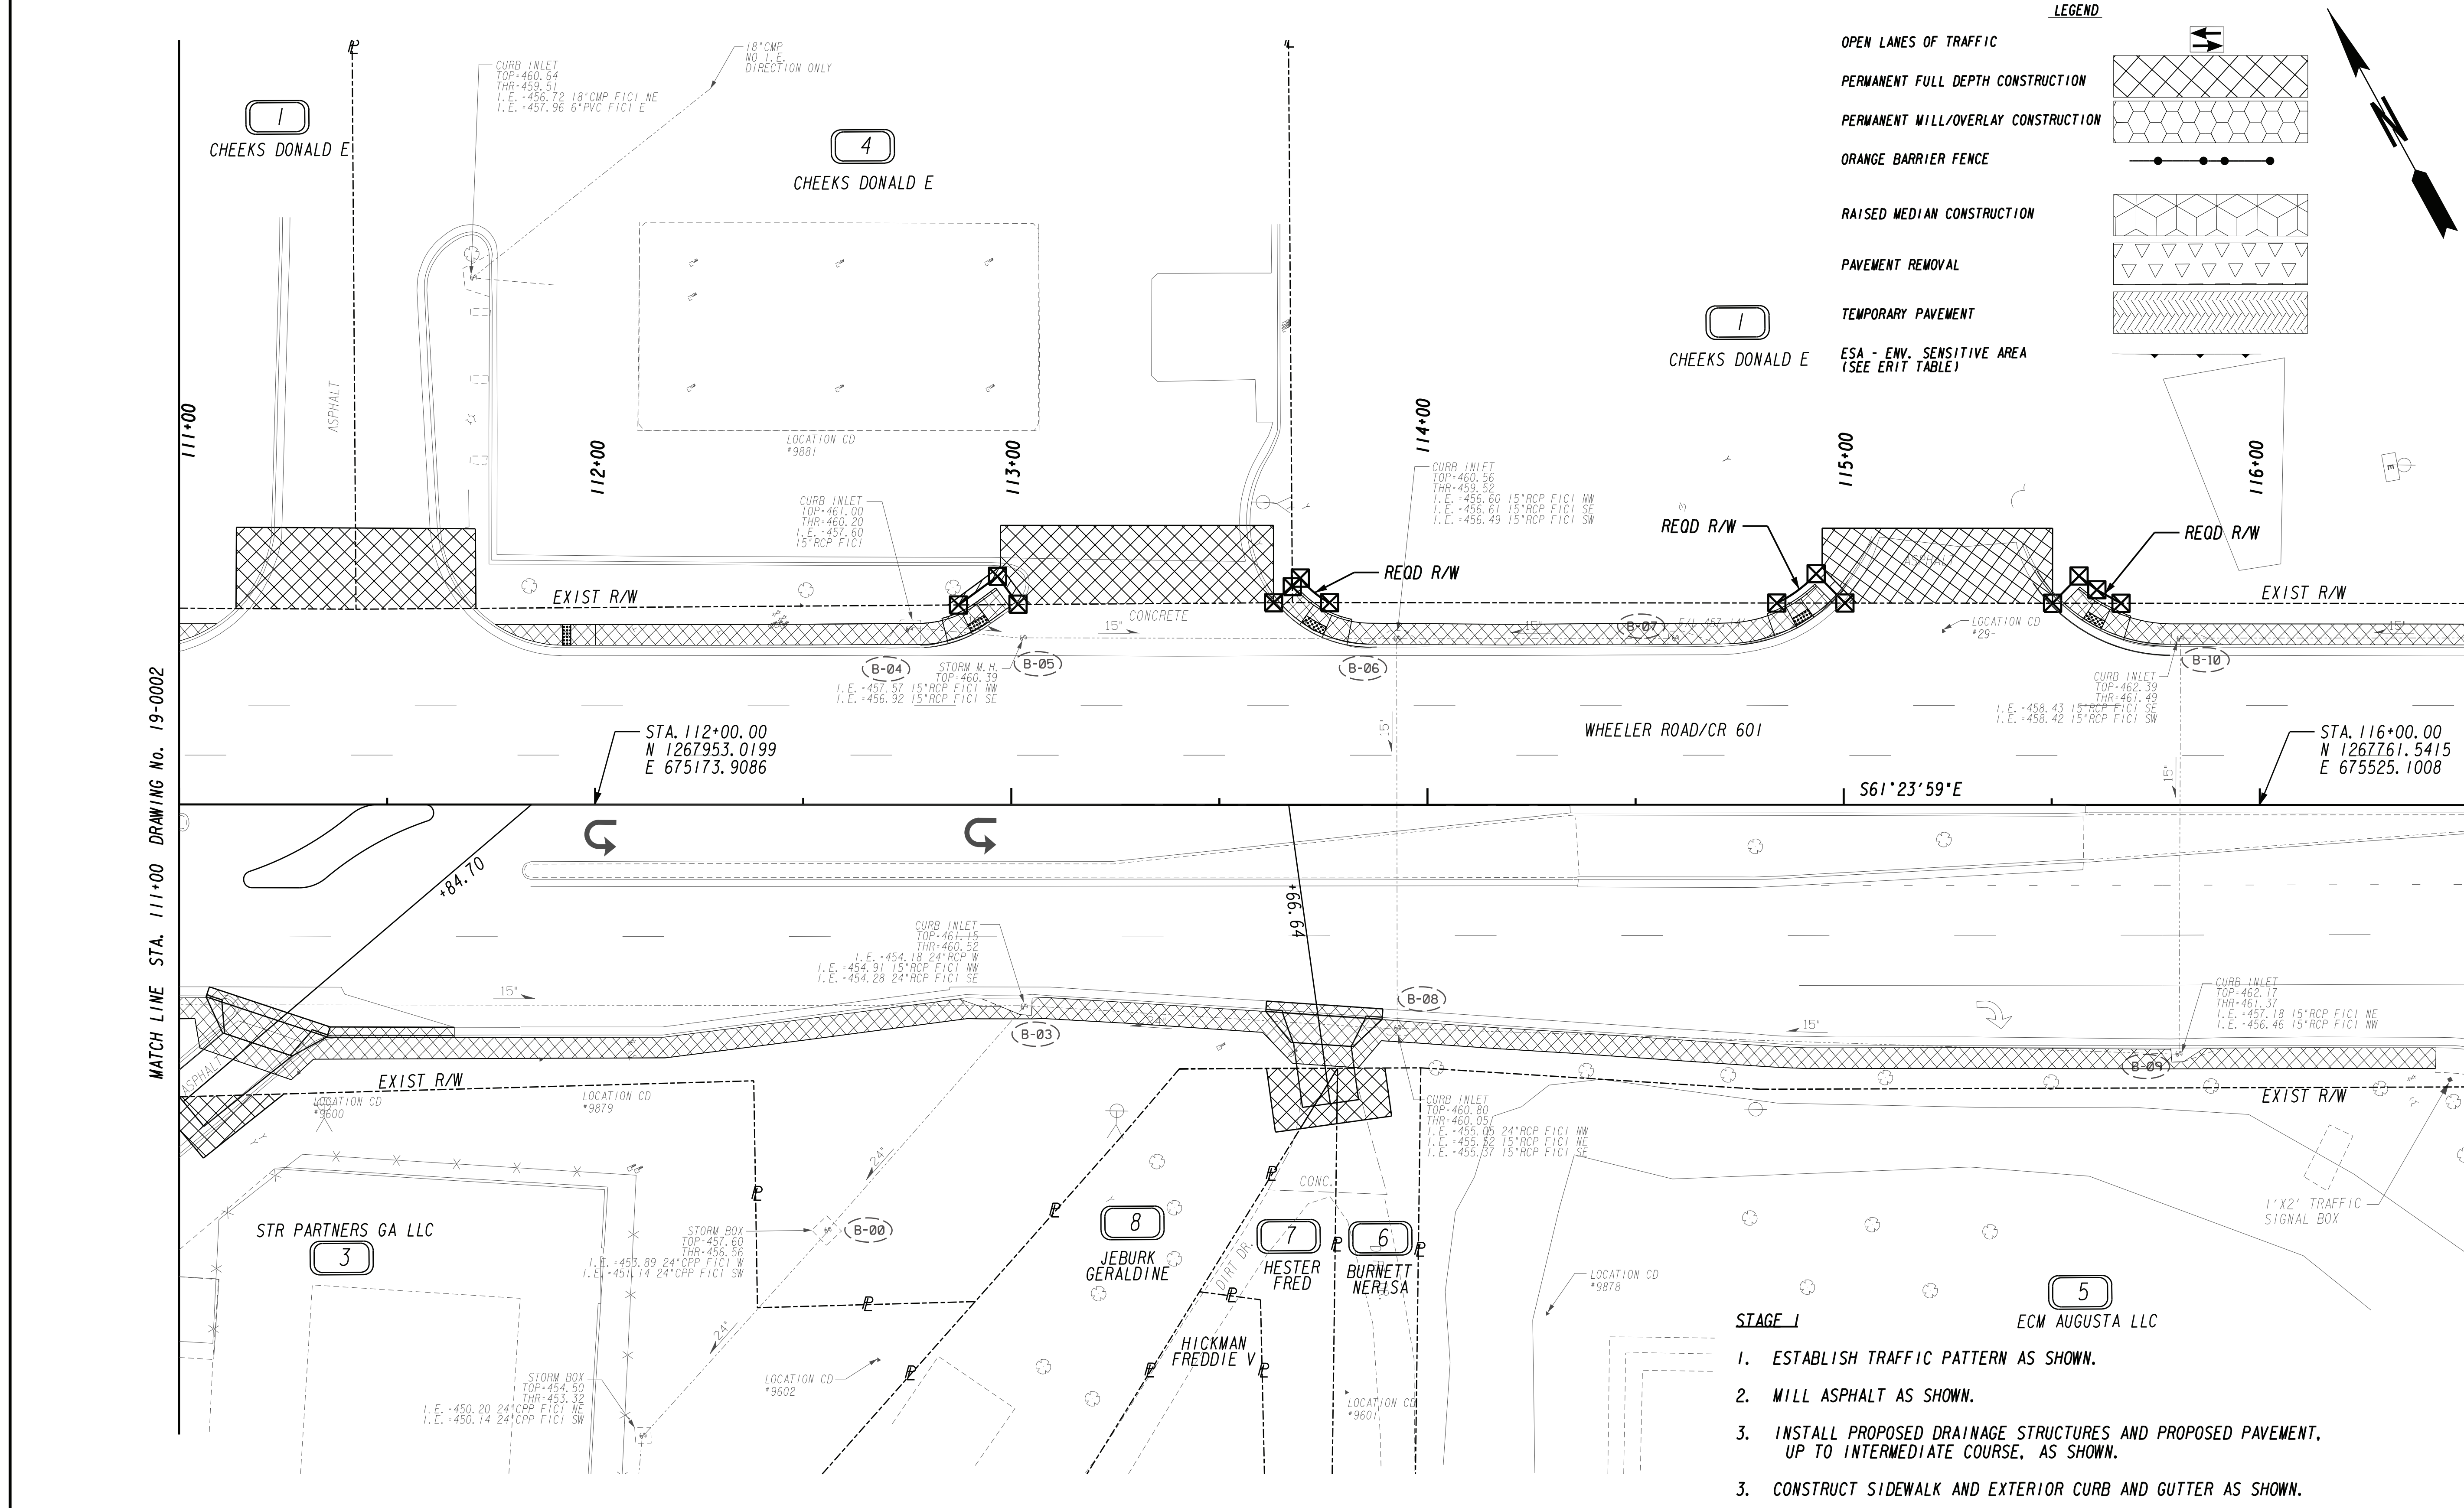 LEGEND
OPEN LANES OF TRAFFIC
PERMANENT FULL DEPTH CONSTRUCTION
PERMANENT MILL/OVERLAY CONSTRUCTION
ORANGE BARRIER FENCE
RAISED MEDIAN CONSTRUCTION
PAVEMENT REMOVAL
TEMPORARY PAVEMENT
ESA - ENV. SENSITIVE AREA
(SEE ERIT TABLE)
N
18"CMP
NO I.E.
DIRECTION ONLY
CURB INLET
TOP=460.64
THR=459.51
I.E.=456.72 18"CMP FICI NE
I.E.=457.96 6"PVC FICI E
1
CHEEKS DONALD E
4
CHEEKS DONALD E
1
CHEEKS DONALD E
ASPHALT
111+00
112+00
113+00
114+00
115+00
116+00
LOCATION CD
#9881
CURB INLET
TOP=461.00
THR=460.20
I.E.=457.60
15"RCP FICI
CURB INLET
TOP=460.56
THR=459.52
I.E.=456.60 15"RCP FICI NW
I.E.=456.61 15"RCP FICI SE
I.E.=456.49 15"RCP FICI SW
REQD R/W
REQD R/W
REQD R/W
ASPHALT
EXIST R/W
EXIST R/W
CONCRETE
15"
15"
15"
B-07
F/L 457.14
LOCATION CD
#29-
B-04
B-05
B-06
B-10
STORM M.H.
TOP=460.39
I.E.=457.57 15"RCP FICI NW
I.E.=456.92 15"RCP FICI SE
CURB INLET
TOP=462.39
THR=461.49
I.E.=458.43 15"RCP FICI SE
I.E.=458.42 15"RCP FICI SW
15"
15"
WHEELER ROAD/CR 601
STA. 112+00.00
N 1267953.0199
E 675173.9086
STA. 116+00.00
N 1267761.5415
E 675525.1008
S61°23'59"E
MATCH LINE STA. 111+00 DRAWING No. 19-0002
+84.70
+66.64
CURB INLET
TOP=461.15
THR=460.52
I.E.=454.18 24"RCP W
I.E.=454.91 15"RCP FICI NW
I.E.=454.28 24"RCP FICI SE
15"
B-03
24"
B-08
15"
CURB INLET
TOP=462.17
THR=461.37
I.E.=457.18 15"RCP FICI NE
I.E.=456.46 15"RCP FICI NW
B-09
ASPHALT
EXIST R/W
EXIST R/W
LOCATION CD
#9600
LOCATION CD
#9879
CURB INLET
TOP=460.80
THR=460.05
I.E.=455.05 24"RCP FICI NW
I.E.=455.52 15"RCP FICI NE
I.E.=455.37 15"RCP FICI SE
24"
CONC.
1'X2' TRAFFIC
SIGNAL BOX
STR PARTNERS GA LLC
3
STORM BOX
TOP=457.60
THR=456.56
I.E.=453.89 24"CPP FICI W
I.E.=451.14 24"CPP FICI SW
B-00
8
JEBURK
GERALDINE
7
HESTER
FRED
6
BURNETT
NERISA
DIRT DR.
LOCATION CD
#9878
5
ECM AUGUSTA LLC
24"
HICKMAN
FREDDIE V
LOCATION CD
#9602
LOCATION CD
#9601
STORM BOX
TOP=454.50
THR=453.32
I.E.=450.20 24"CPP FICI NE
I.E.=450.14 24"CPP FICI SW
STAGE 1
1. ESTABLISH TRAFFIC PATTERN AS SHOWN.
2. MILL ASPHALT AS SHOWN.
3. INSTALL PROPOSED DRAINAGE STRUCTURES AND PROPOSED PAVEMENT,
UP TO INTERMEDIATE COURSE, AS SHOWN.
3. CONSTRUCT SIDEWALK AND EXTERIOR CURB AND GUTTER AS SHOWN.